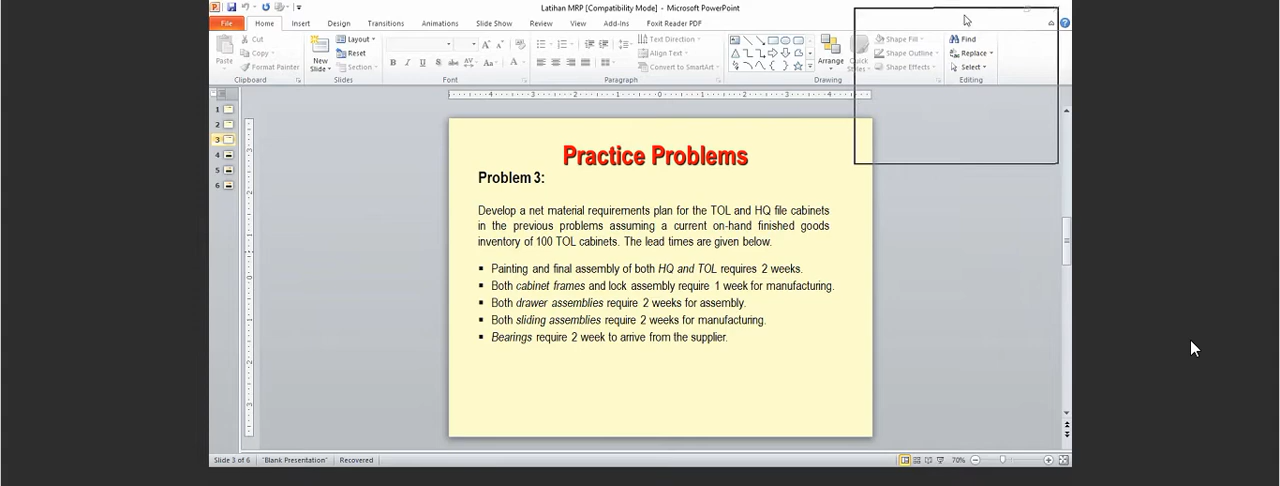 Latihan MRP [Compatibility Mode] - Microsoft PowerPoint
File Home Insert Design Transitions Animations Slide Show Review View Add-Ins Foxit Reader PDF
Cut
Copy
Format Painter
Paste
Clipboard
New
Slide
Layout
Reset
Section
Slides
Font
Text Direction
Align Text
Convert to SmartArt
Paragraph
Arrange
Quick
Styles
Shape Fill
Shape Outline
Shape Effects
Drawing
Find
Replace
Select
Editing
1
2
3
4
5
6
Practice Problems
Problem 3:
Develop a net material requirements plan for the TOL and HQ file cabinets
in the previous problems assuming a current on-hand finished goods
inventory of 100 TOL cabinets. The lead times are given below.
▪ Painting and final assembly of both HQ and TOL requires 2 weeks.
▪ Both cabinet frames and lock assembly require 1 week for manufacturing.
▪ Both drawer assemblies require 2 weeks for assembly.
▪ Both sliding assemblies require 2 weeks for manufacturing.
▪ Bearings require 2 week to arrive from the supplier.
Slide 3 of 6 "Blank Presentation" Recovered 70%